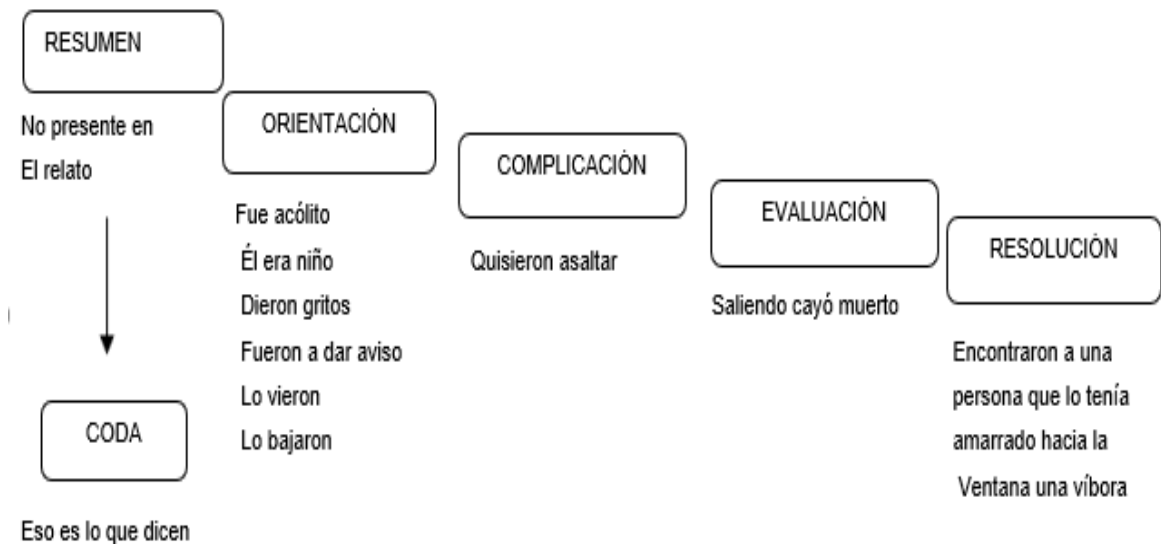 RESUMEN
No presente en
El relato
ORIENTACIÓN
Fue acólito
Él era niño
Dieron gritos
Fueron a dar aviso
Lo vieron
Lo bajaron
COMPLICACIÓN
Quisieron asaltar
EVALUACIÓN
Saliendo cayó muerto
RESOLUCIÓN
Encontraron a una
persona que lo tenía
amarrado hacia la
Ventana una víbora
CODA
Eso es lo que dicen